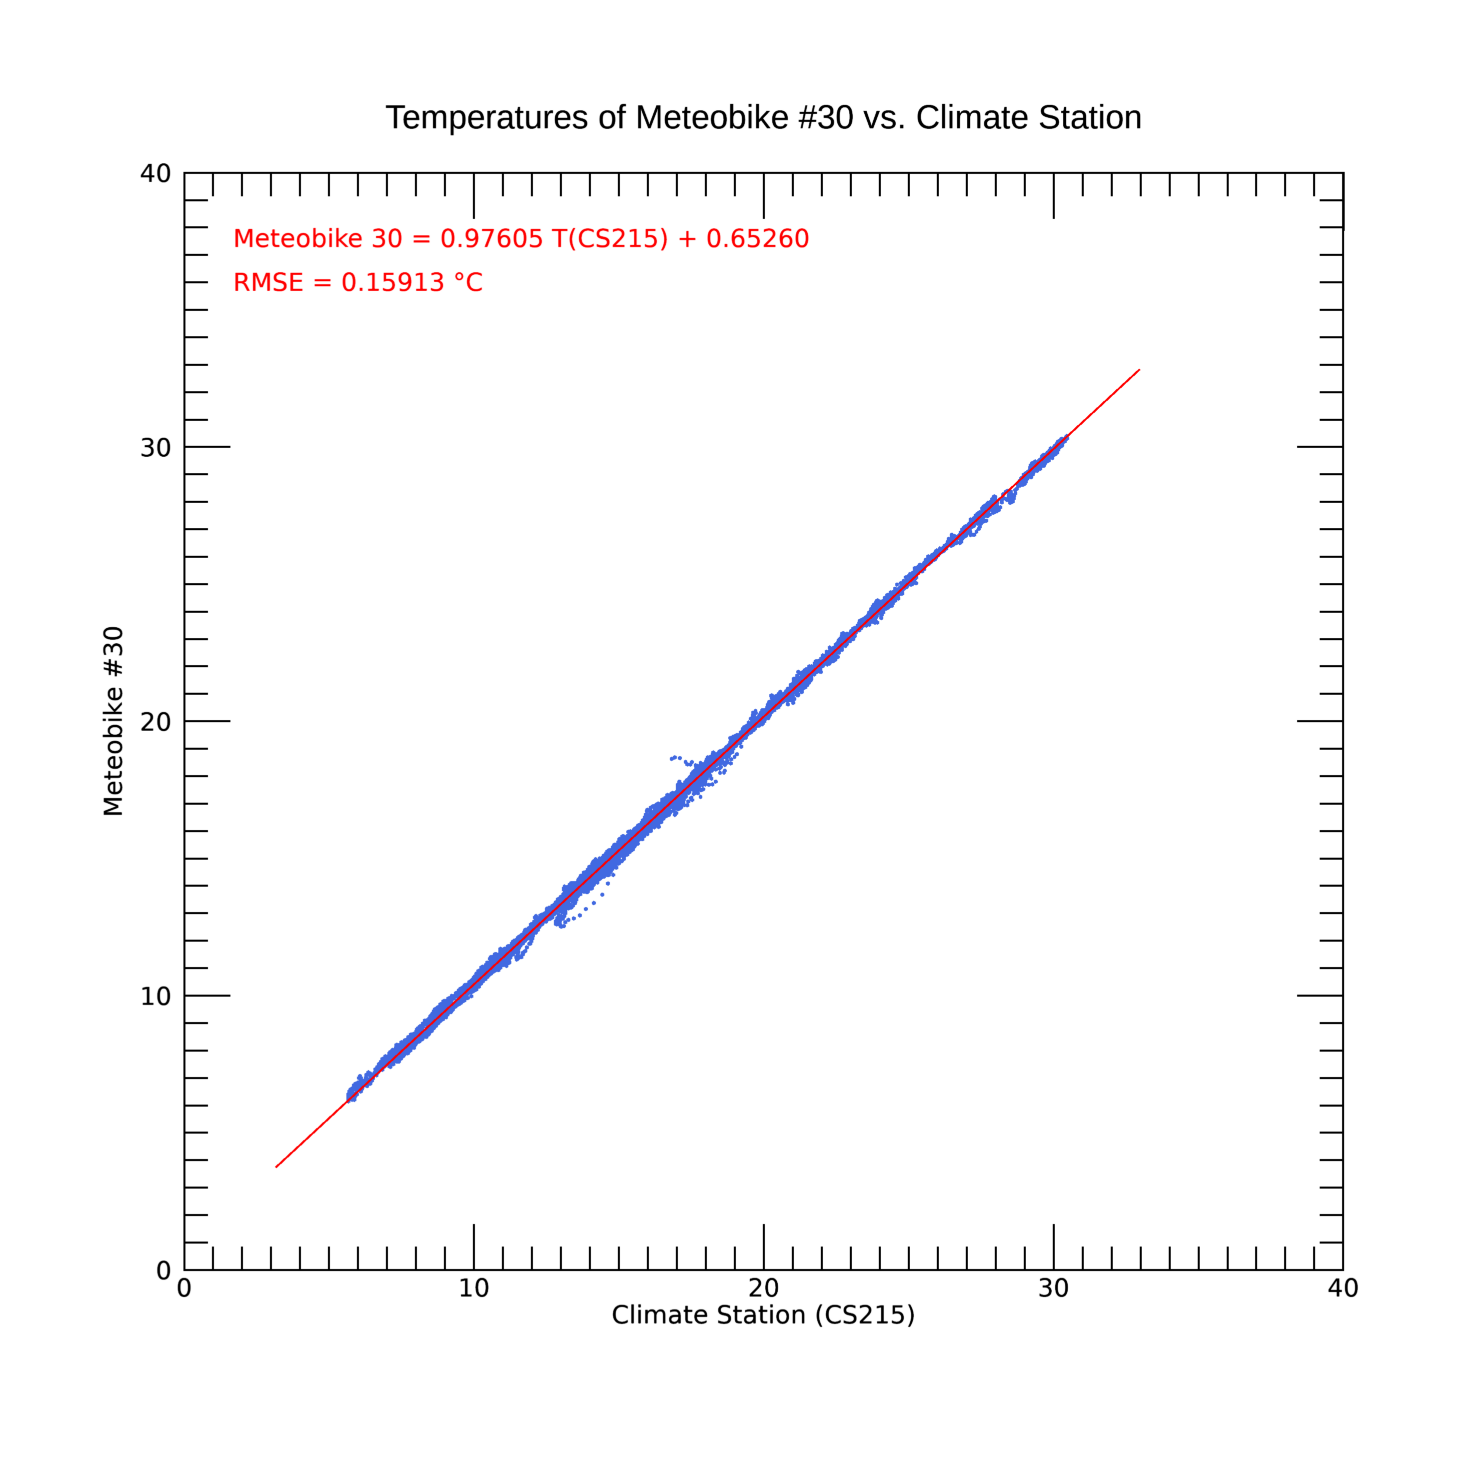 Temperatures of Meteobike #30 vs. Climate Station
40
Meteobike 30 = 0.97605 T(CS215) + 0.65260
RMSE = 0.15913 °C
30
Meteobike #30
20
10
0
0 10 20 30 40
Climate Station (CS215)